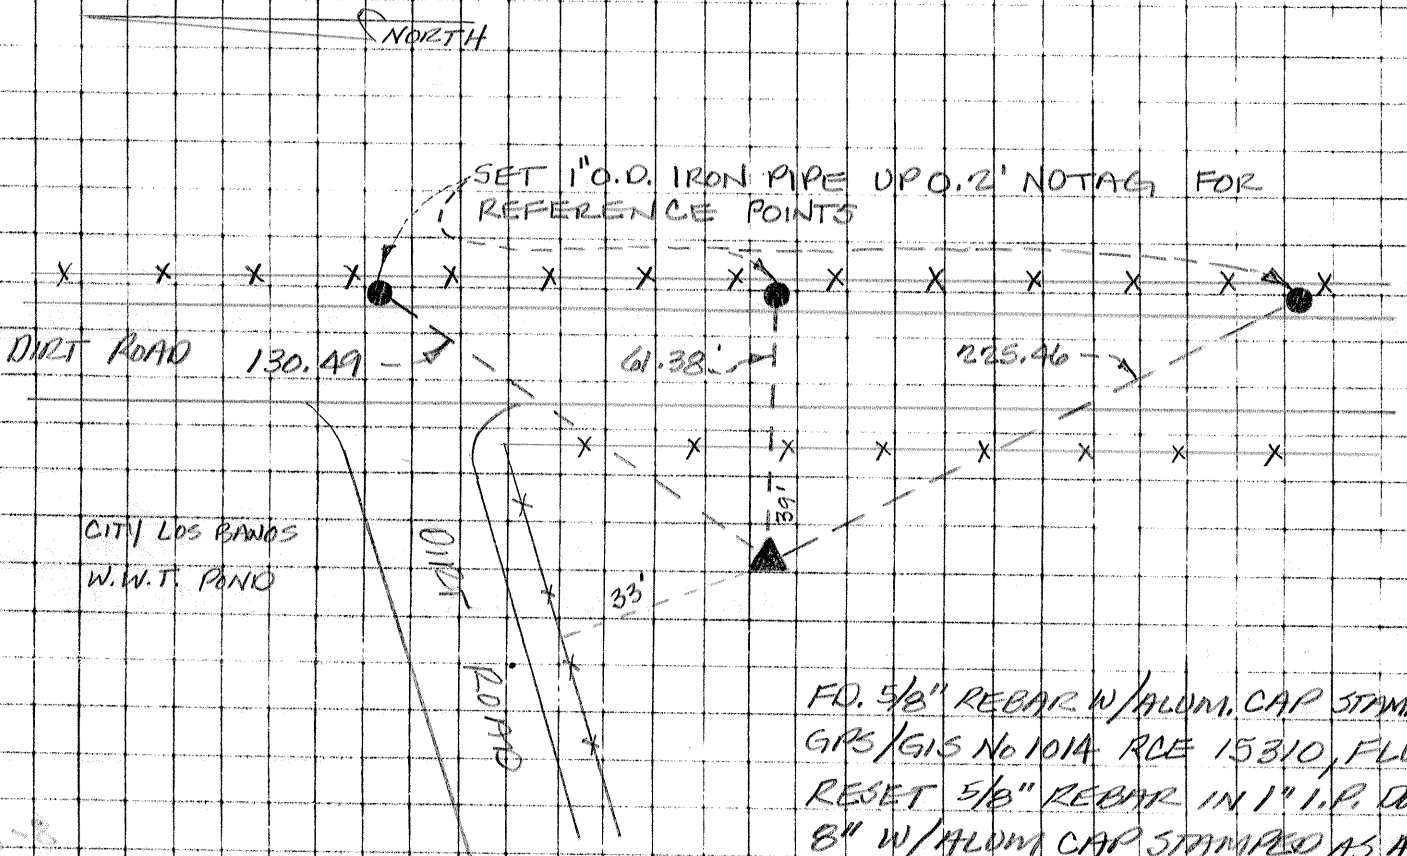 NORTH
SET 1" O.D. IRON PIPE UP 0.2' NO TAG FOR
REFERENCE POINTS
DIRT ROAD
130.49
61.38'
225.46
39'
CITY LOS BANOS
W.W.T. POND
DIRT
ROAD
33'
FD. 5/8" REBAR W/ALUM. CAP STAM
GPS/GIS No 1014 RCE 15310, FLU
RESET 5/8" REBAR IN 1" I.P. D
8" W/ALUM CAP STAMPED AS A